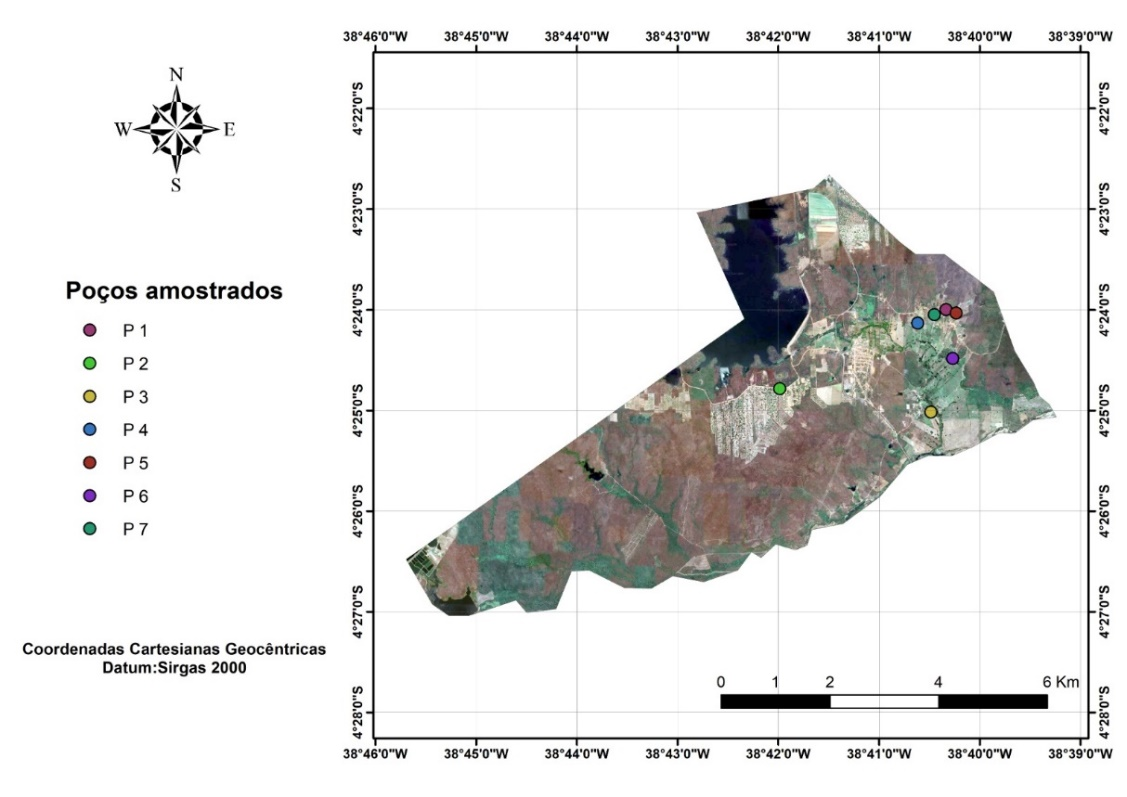 38°46'0"W 38°45'0"W 38°44'0"W 38°43'0"W 38°42'0"W 38°41'0"W 38°40'0"W 38°39'0"W
N
W E
S
4°22'0"S 4°22'0"S
4°23'0"S 4°23'0"S
4°24'0"S 4°24'0"S
4°25'0"S 4°25'0"S
4°26'0"S 4°26'0"S
4°27'0"S 4°27'0"S
4°28'0"S 4°28'0"S
Poços amostrados
P 1
P 2
P 3
P 4
P 5
P 6
P 7
Coordenadas Cartesianas Geocêntricas
Datum:Sirgas 2000
0 1 2 4 6 Km
38°46'0"W 38°45'0"W 38°44'0"W 38°43'0"W 38°42'0"W 38°41'0"W 38°40'0"W 38°39'0"W